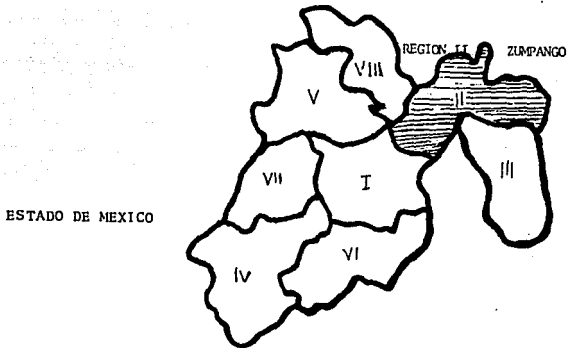 REGION II ZUMPANGO
VIII
II
V
III
VII I
ESTADO DE MEXICO
VI
IV